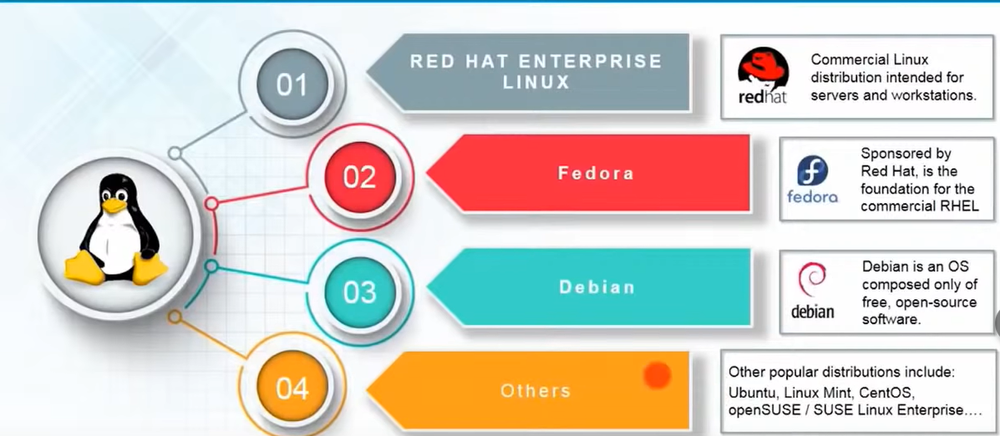 01
RED HAT ENTERPRISE
LINUX
redhat
Commercial Linux
distribution intended for
servers and workstations.
02
Fedora
fedora
Sponsored by
Red Hat, is the
foundation for the
commercial RHEL
03
Debian
debian
Debian is an OS
composed only of
free, open-source
software.
04
Others
Other popular distributions include:
Ubuntu, Linux Mint, CentOS,
openSUSE / SUSE Linux Enterprise....